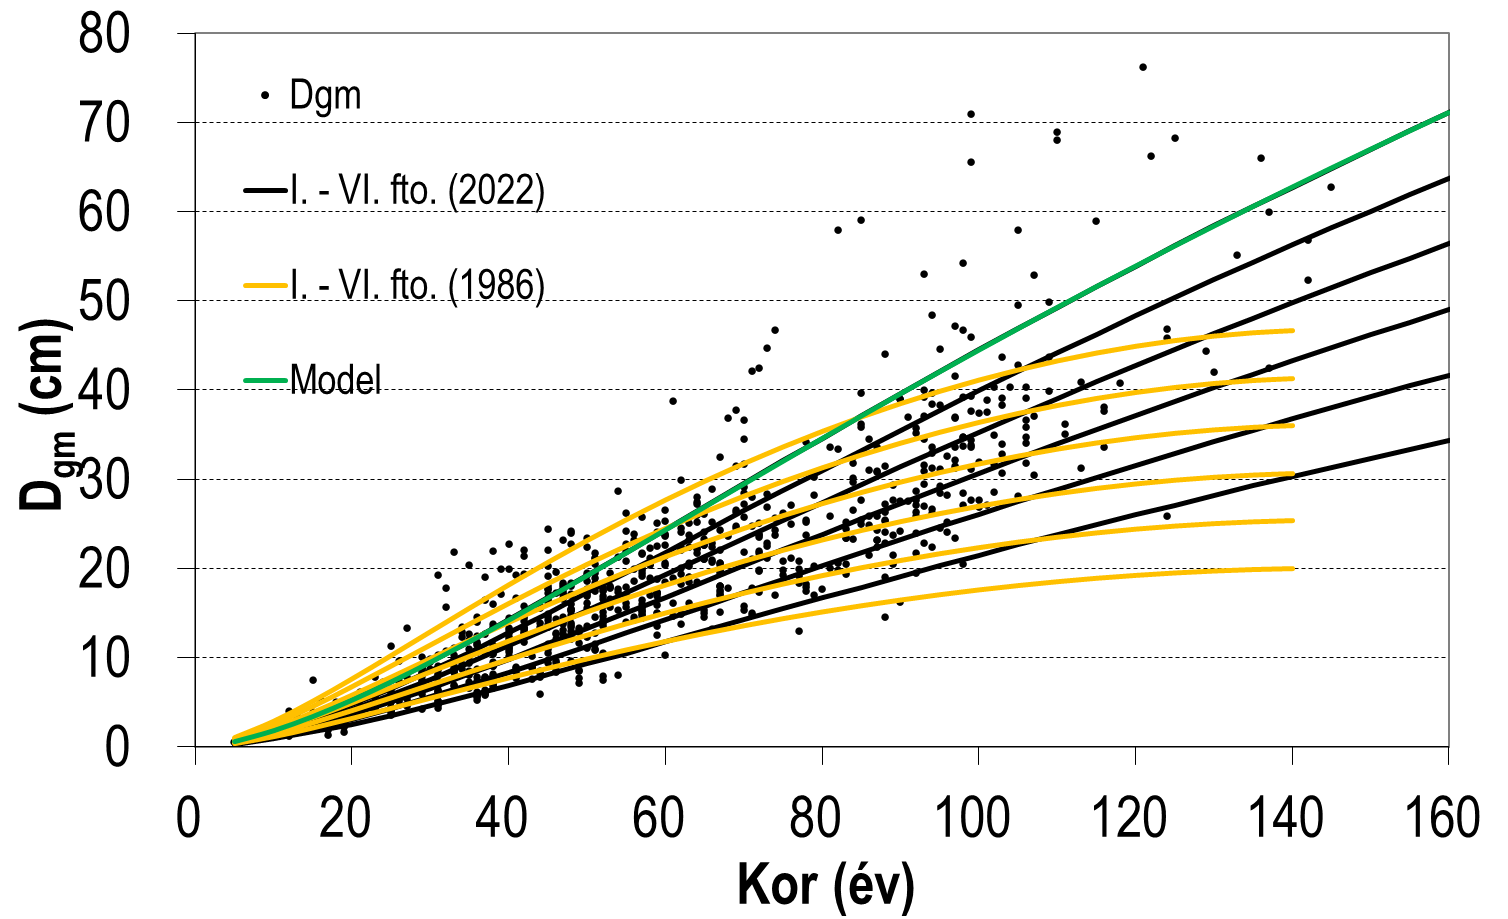 80
70
60
50
40
30
20
10
0
Dgm
I. - VI. fto. (2022)
I. - VI. fto. (1986)
Model
Dgm (cm)
0 20 40 60 80 100 120 140 160
Kor (év)